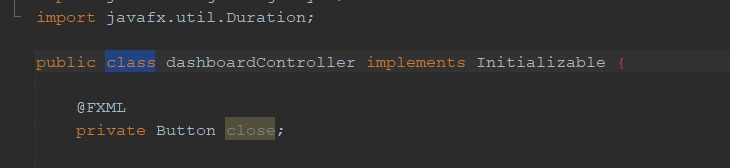 import javafx.util.Duration;
public class dashboardController implements Initializable {
@FXML
private Button close;